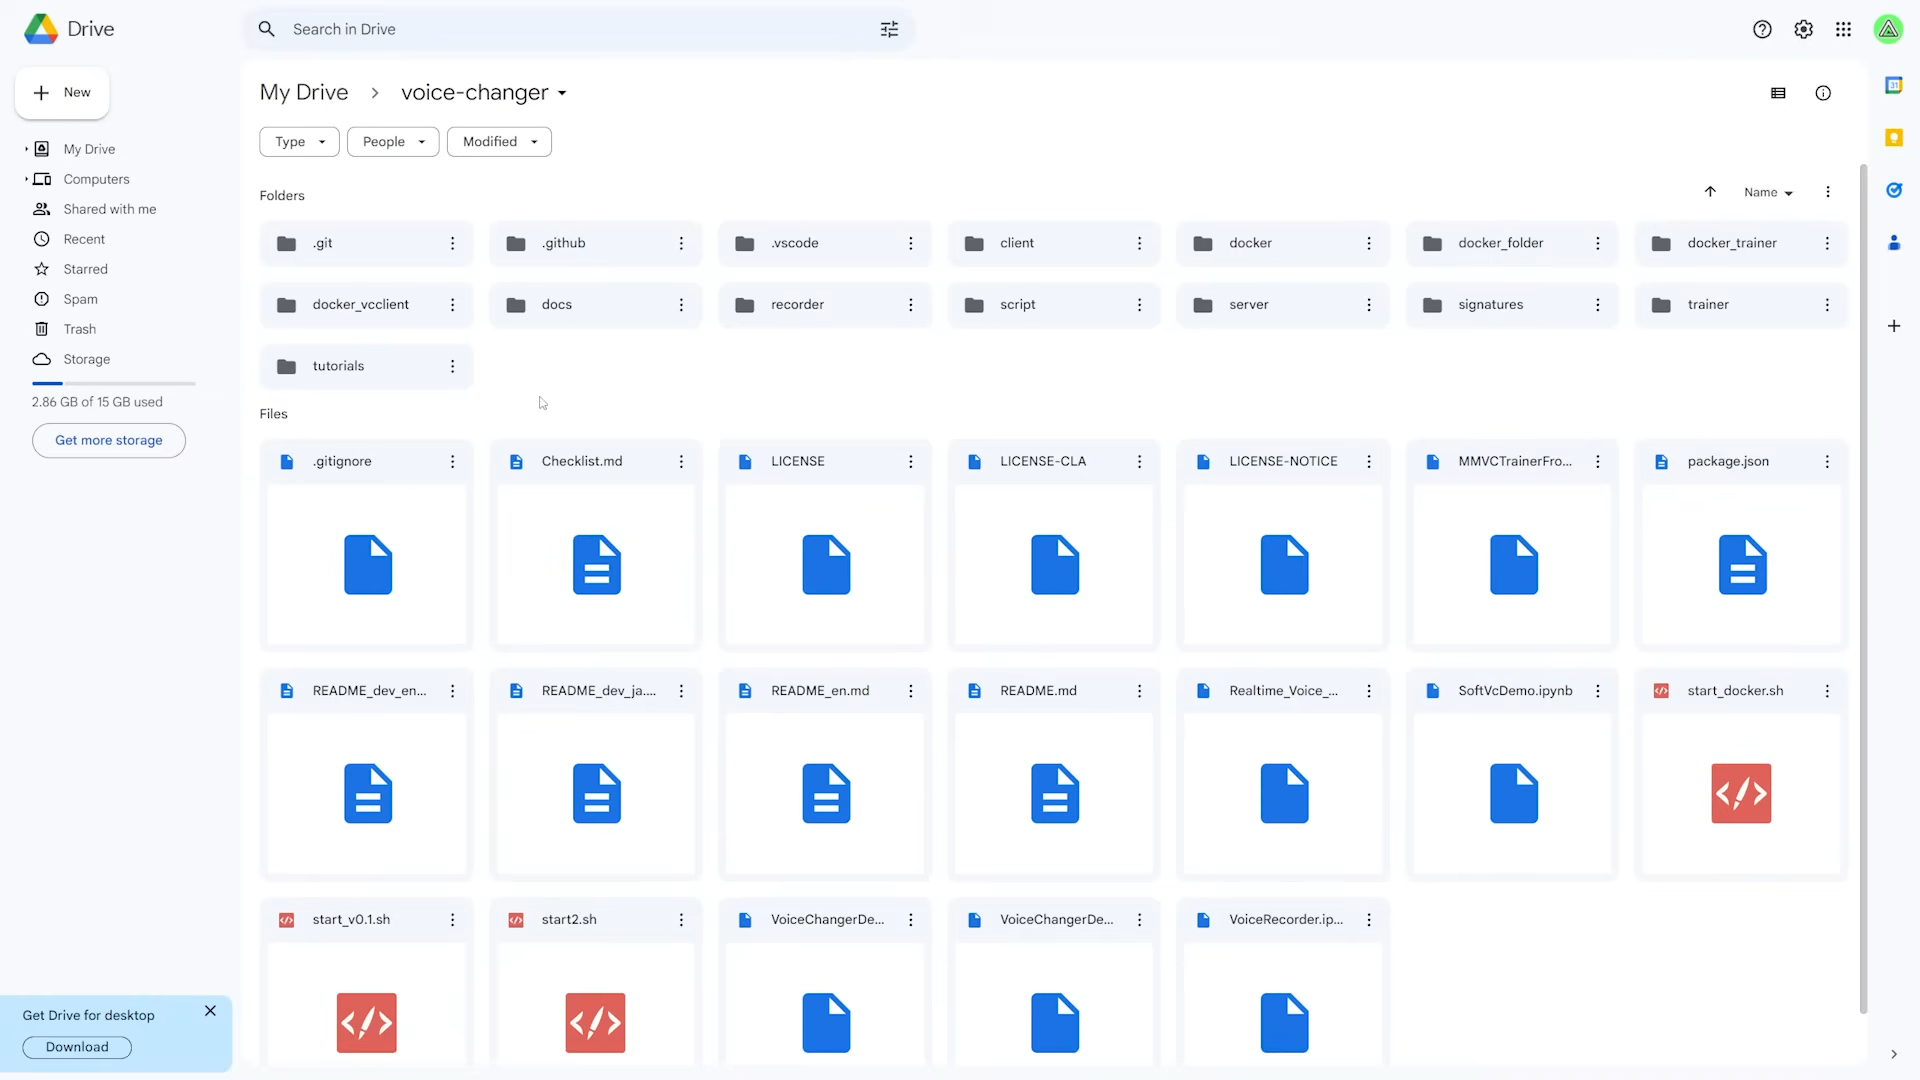 Drive
Search in Drive
New
My Drive
Computers
Shared with me
Recent
Starred
Spam
Trash
Storage
2.86 GB of 15 GB used
Get more storage
Get Drive for desktop
Download
My Drive > voice-changer
Type
People
Modified
Folders
Name
.git
.github
.vscode
client
docker
docker_folder
docker_trainer
docker_vcclient
docs
recorder
script
server
signatures
trainer
tutorials
Files
.gitignore
Checklist.md
LICENSE
LICENSE-CLA
LICENSE-NOTICE
MMVCTrainerFro...
package.json
README_dev_en...
README_dev_ja....
README_en.md
README.md
Realtime_Voice_...
SoftVcDemo.ipynb
start_docker.sh
start_v0.1.sh
start2.sh
VoiceChangerDe...
VoiceChangerDe...
VoiceRecorder.ip...
31